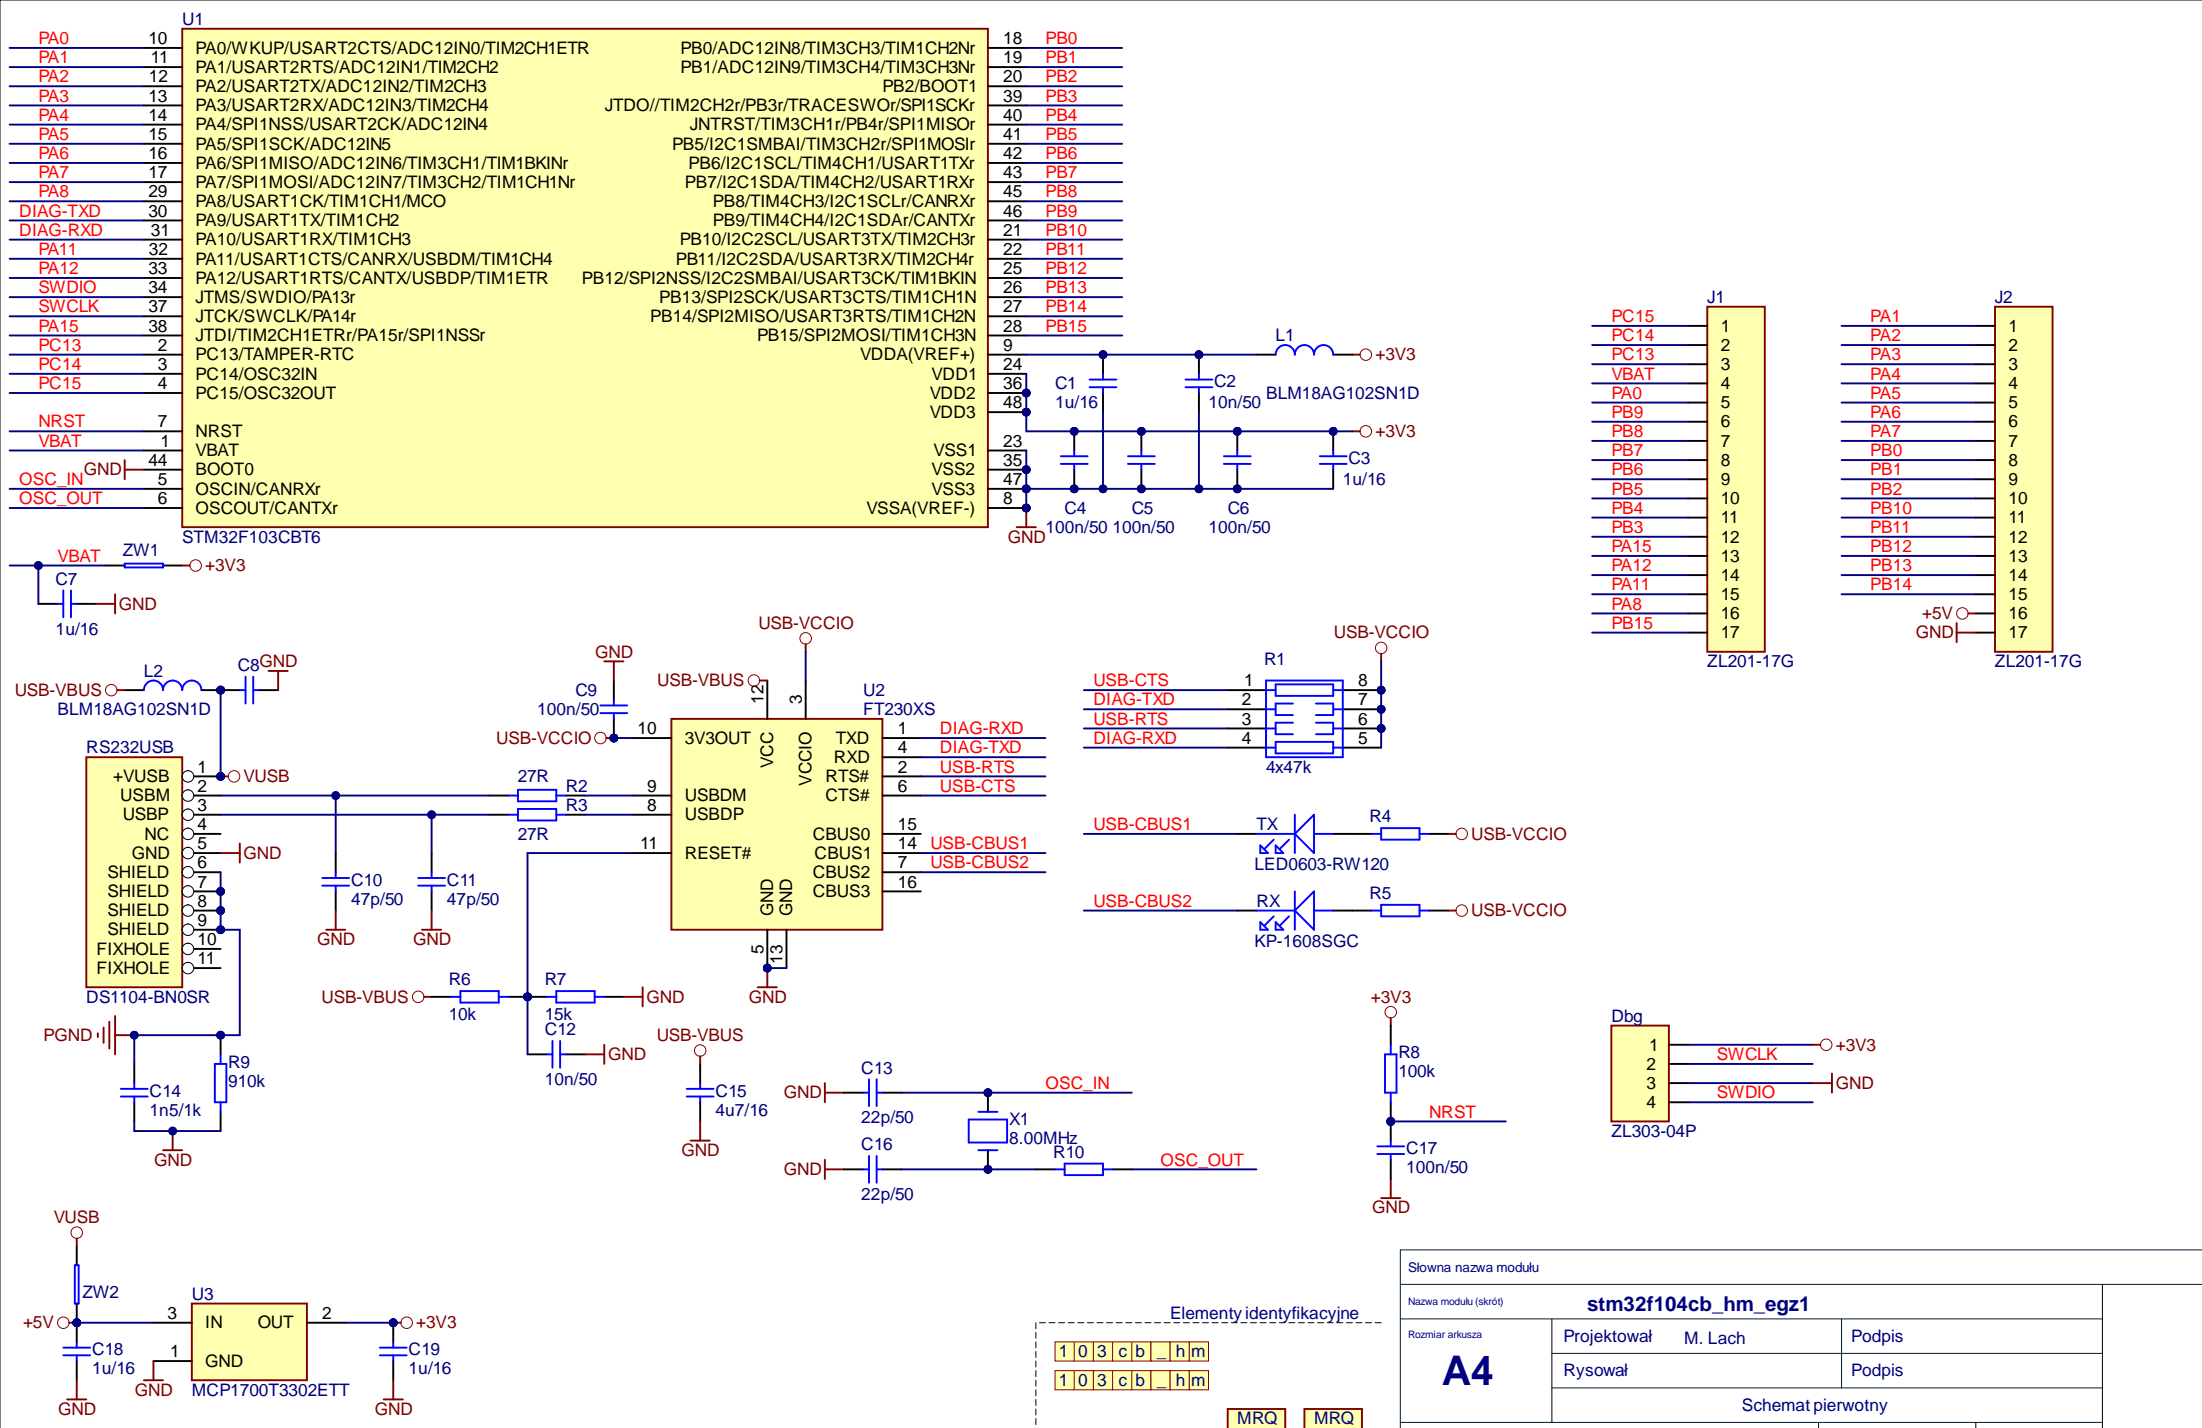 U1
PA0 10 PA0/WKUP/USART2CTS/ADC12IN0/TIM2CH1ETR PB0/ADC12IN8/TIM3CH3/TIM1CH2Nr 18 PB0
PA1 11 PA1/USART2RTS/ADC12IN1/TIM2CH2 PB1/ADC12IN9/TIM3CH4/TIM3CH3Nr 19 PB1
PA2 12 PA2/USART2TX/ADC12IN2/TIM2CH3 PB2/BOOT1 20 PB2
PA3 13 PA3/USART2RX/ADC12IN3/TIM2CH4 JTDO//TIM2CH2r/PB3r/TRACESWOr/SPI1SCKr 39 PB3
PA4 14 PA4/SPI1NSS/USART2CK/ADC12IN4 JNTRST/TIM3CH1r/PB4r/SPI1MISOr 40 PB4
PA5 15 PA5/SPI1SCK/ADC12IN5 PB5/I2C1SMBAI/TIM3CH2r/SPI1MOSIr 41 PB5
PA6 16 PA6/SPI1MISO/ADC12IN6/TIM3CH1/TIM1BKINr PB6/I2C1SCL/TIM4CH1/USART1TXr 42 PB6
PA7 17 PA7/SPI1MOSI/ADC12IN7/TIM3CH2/TIM1CH1Nr PB7/I2C1SDA/TIM4CH2/USART1RXr 43 PB7
PA8 29 PA8/USART1CK/TIM1CH1/MCO PB8/TIM4CH3/I2C1SCLr/CANRXr 45 PB8
DIAG-TXD 30 PA9/USART1TX/TIM1CH2 PB9/TIM4CH4/I2C1SDAr/CANTXr 46 PB9
DIAG-RXD 31 PA10/USART1RX/TIM1CH3 PB10/I2C2SCL/USART3TX/TIM2CH3r 21 PB10
PA11 32 PA11/USART1CTS/CANRX/USBDM/TIM1CH4 PB11/I2C2SDA/USART3RX/TIM2CH4r 22 PB11
PA12 33 PA12/USART1RTS/CANTX/USBDP/TIM1ETR PB12/SPI2NSS/I2C2SMBAI/USART3CK/TIM1BKIN 25 PB12
SWDIO 34 JTMS/SWDIO/PA13r PB13/SPI2SCK/USART3CTS/TIM1CH1N 26 PB13
SWCLK 37 JTCK/SWCLK/PA14r PB14/SPI2MISO/USART3RTS/TIM1CH2N 27 PB14
PA15 38 JTDI/TIM2CH1ETRr/PA15r/SPI1NSSr PB15/SPI2MOSI/TIM1CH3N 28 PB15
PC13 2 PC13/TAMPER-RTC VDDA(VREF+) 9
PC14 3 PC14/OSC32IN VDD1 24
PC15 4 PC15/OSC32OUT VDD2 36
VDD3 48
NRST 7 NRST
VBAT 1 VBAT VSS1 23
GND 44 BOOT0 VSS2 35
OSC_IN 5 OSCIN/CANRXr VSS3 47
OSC_OUT 6 OSCOUT/CANTXr VSSA(VREF-) 8
STM32F103CBT6
L1
+3V3
BLM18AG102SN1D
C1
1u/16
C2
10n/50
+3V3
C3
1u/16
C4 C5 C6
GND 100n/50 100n/50 100n/50
J1
PC15 1
PC14 2
PC13 3
VBAT 4
PA0 5
PB9 6
PB8 7
PB7 8
PB6 9
PB5 10
PB4 11
PB3 12
PA15 13
PA12 14
PA11 15
PA8 16
PB15 17
ZL201-17G
J2
PA1 1
PA2 2
PA3 3
PA4 4
PA5 5
PA6 6
PA7 7
PB0 8
PB1 9
PB2 10
PB10 11
PB11 12
PB12 13
PB13 14
PB14 15
+5V 16
GND 17
ZL201-17G
VBAT ZW1 +3V3
C7 GND
1u/16
L2 C8 GND
USB-VBUS
BLM18AG102SN1D
RS232USB
+VUSB 1 VUSB
USBM 2
USBP 3
NC 4
GND 5 GND
SHIELD 6
SHIELD 7
SHIELD 8
SHIELD 9
FIXHOLE 10
FIXHOLE 11
DS1104-BN0SR
C10
47p/50
GND
C11
47p/50
GND
27R R2
R3
27R
GND
C9
100n/50
USB-VCCIO
USB-VCCIO
USB-VBUS
12 3
U2
FT230XS
10 3V3OUT VCC VCCIO TXD 1 DIAG-RXD
RXD 4 DIAG-TXD
RTS# 2 USB-RTS
9 USBDM CTS# 6 USB-CTS
8 USBDP
CBUS0 15
11 RESET# CBUS1 14 USB-CBUS1
CBUS2 7 USB-CBUS2
GND GND CBUS3 16
5 13
GND
USB-VCCIO
R1
USB-CTS 1 8
DIAG-TXD 2 7
USB-RTS 3 6
DIAG-RXD 4 5
4x47k
USB-CBUS1 TX R4 USB-VCCIO
LED0603-RW120
USB-CBUS2 RX R5 USB-VCCIO
KP-1608SGC
USB-VBUS R6 R7 GND
10k 15k
C12 GND
10n/50
PGND
C14
1n5/1k
R9
910k
GND
USB-VBUS
C15
4u7/16
GND
C13
GND OSC_IN
22p/50
X1
8.00MHz
C16 R10
GND OSC_OUT
22p/50
+3V3
R8
100k
NRST
C17
100n/50
GND
Dbg
1 +3V3
2 SWCLK
3 GND
4 SWDIO
ZL303-04P
VUSB
ZW2
U3
+5V 3 IN OUT 2 +3V3
C18
1u/16
1 GND
GND
GND
MCP1700T3302ETT
C19
1u/16
GND
Elementy identyfikacyjne
103cb_hm
103cb_hm
MRQ MRQ
Słowna nazwa modułu
Nazwa modułu (skrót) stm32f104cb_hm_egz1
Rozmiar arkusza
A4
Projektował M. Lach Podpis
Rysował Podpis
Schemat pierwotny